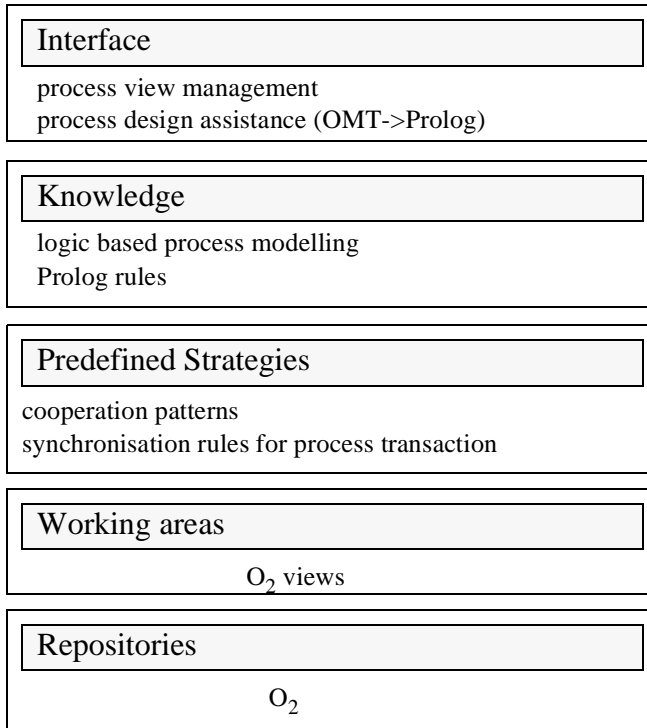 Interface
process view management
process design assistance (OMT->Prolog)
Knowledge
logic based process modelling
Prolog rules
Predefined Strategies
cooperation patterns
synchronisation rules for process transaction
Working areas
O2 views
Repositories
O2